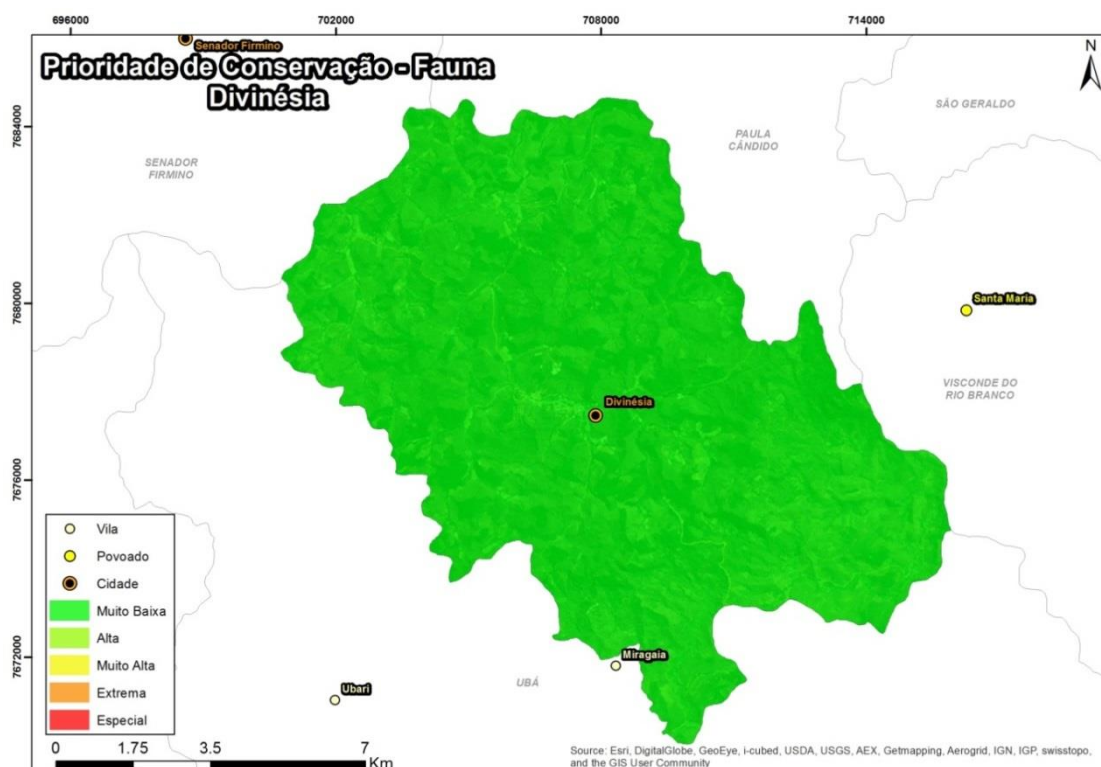 696000
702000
708000
714000
Senador Firmino
Prioridade de Conservação - Fauna
Divinésia
N
SÃO GERALDO
7684000
PAULA
CÂNDIDO
SENADOR
FIRMINO
7680000
Santa Maria
VISCONDE DO
RIO BRANCO
Divinésia
7676000
Vila
Povoado
Cidade
Muito Baixa
Alta
Muito Alta
Extrema
Especial
7672000
Miragaia
Ubari
UBÁ
0 1.75 3.5 7
Km
Source: Esri, DigitalGlobe, GeoEye, i-cubed, USDA, USGS, AEX, Getmapping, Aerogrid, IGN, IGP, swisstopo,
and the GIS User Community